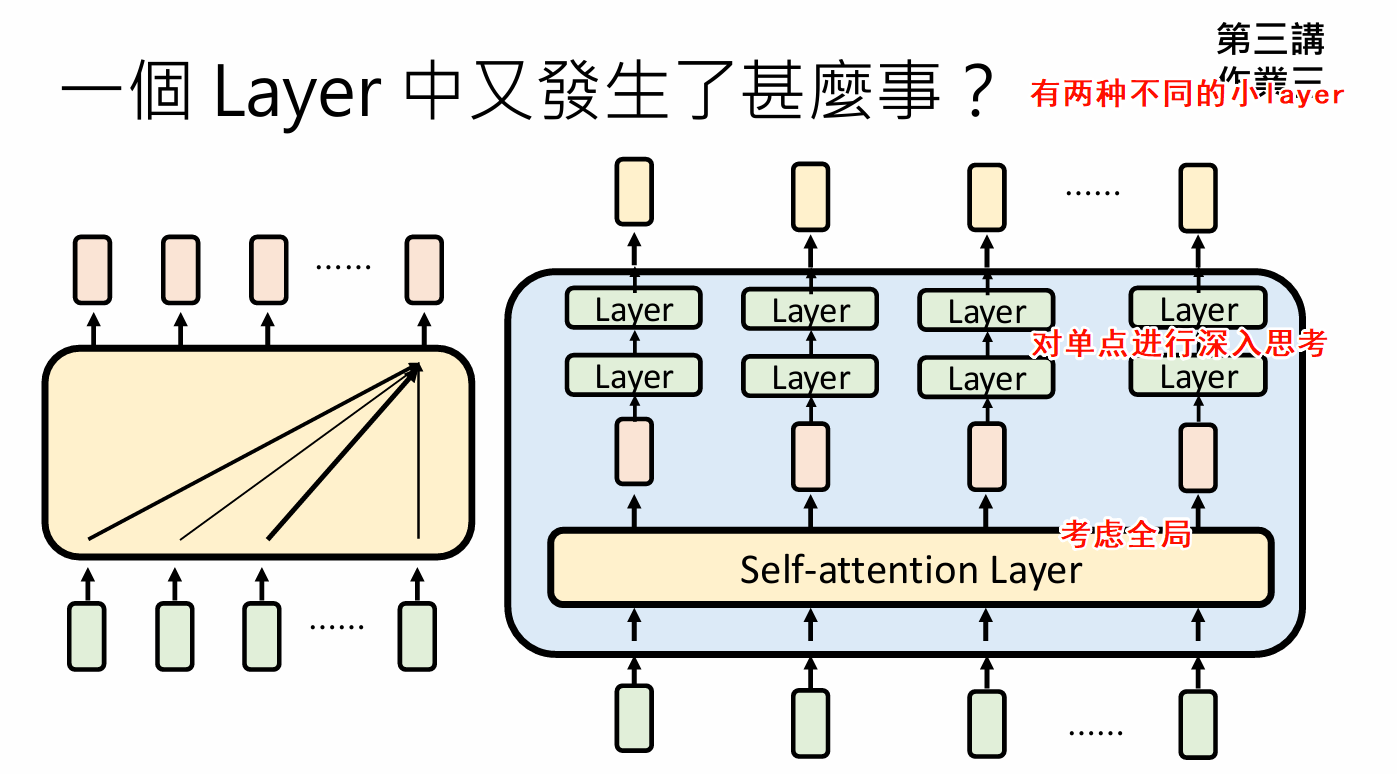 第三講
作業三
一個 Layer 中又發生了甚麼事？
有两种不同的小layer
......
......
Layer Layer Layer Layer
对单点进行深入思考
Layer Layer Layer Layer
考虑全局
Self-attention Layer
......
......